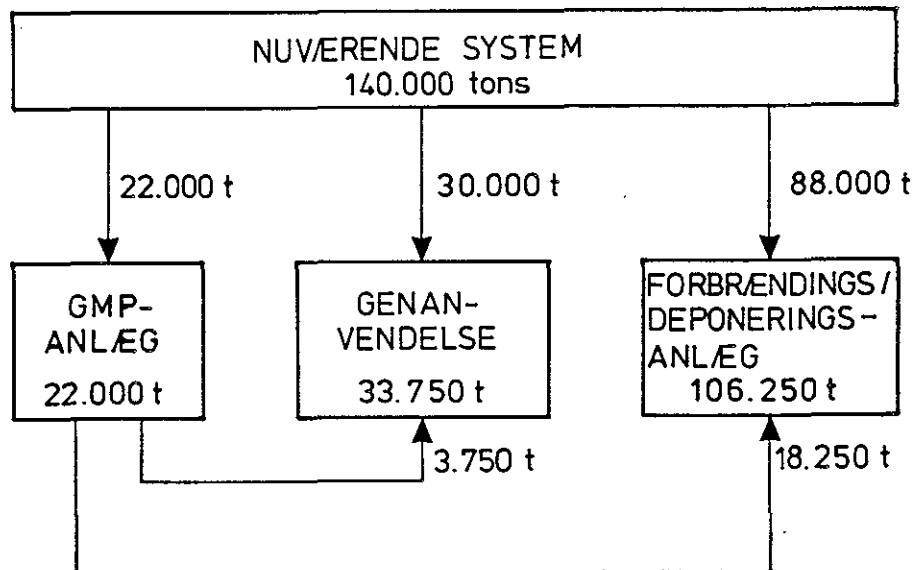 NUVÆRENDE SYSTEM
140.000 tons
22.000 t
30.000 t
88.000 t
GMP-
ANLÆG
22.000 t
GENAN-
VENDELSE
33.750 t
FORBRÆNDINGS/
DEPONERINGS-
ANLÆG
106.250 t
3.750 t
18.250 t